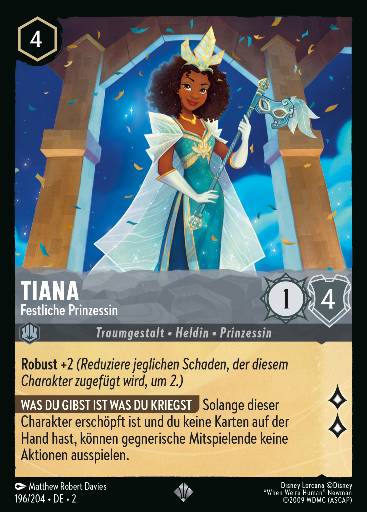 4
TIANA
Festliche Prinzessin
1
4
Traumgestalt • Heldin • Prinzessin
Robust +2 (Reduziere jeglichen Schaden, der diesem
Charakter zugefügt wird, um 2.)
WAS DU GIBST IST WAS DU KRIEGST Solange dieser
Charakter erschöpft ist und du keine Karten auf der
Hand hast, können gegnerische Mitspielende keine
Aktionen ausspielen.
Matthew Robert Davies
196/204 • DE • 2
Disney Lorcana ©Disney
"When We're Human" Newman
©2009 WDMC (ASCAP)